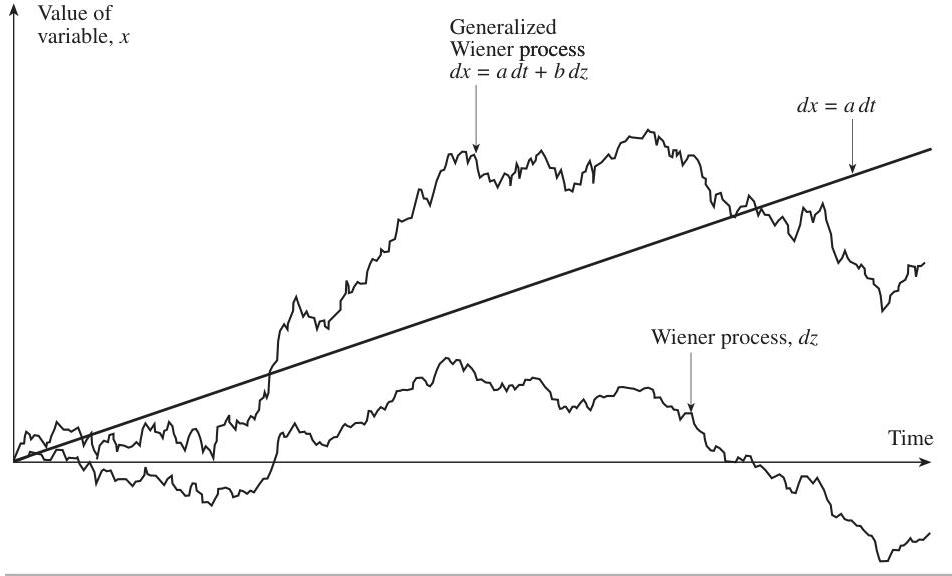 Value of
variable, x
Generalized
Wiener process
dx = a dt + b dz
dx = a dt
Wiener process, dz
Time